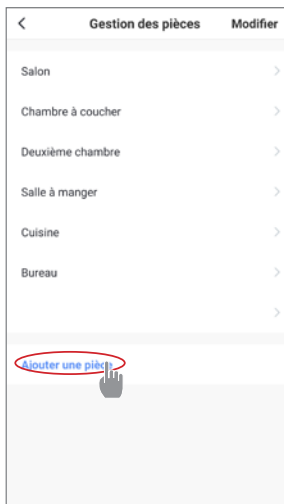 Gestion des pièces
Modifier
Salon
Chambre à coucher
Deuxième chambre
Salle à manger
Cuisine
Bureau
Ajouter une pièce